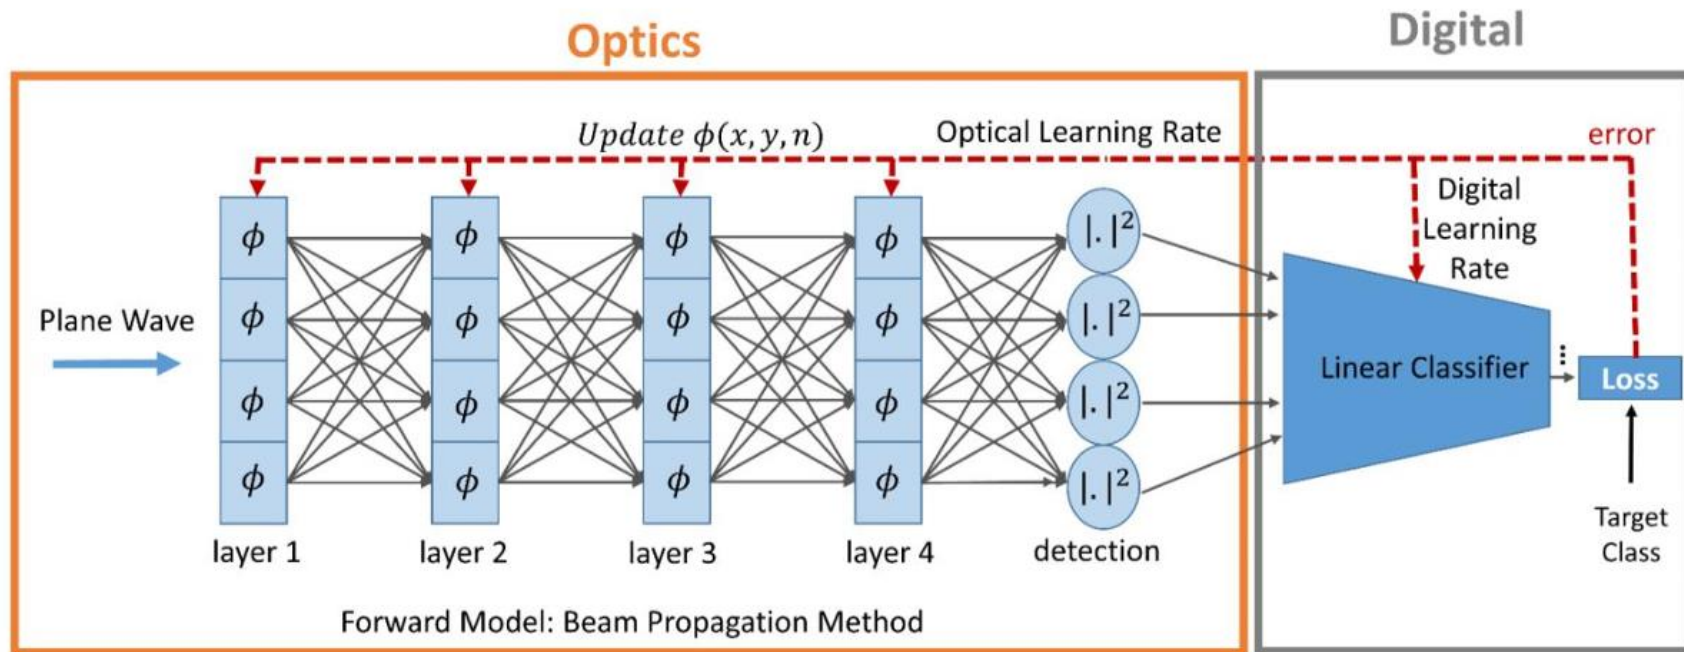 Optics
Digital
Update ϕ(x, y, n)
Optical Learning Rate
error
Digital
Learning
Rate
Plane Wave
ϕ ϕ ϕ ϕ |.|²
ϕ ϕ ϕ ϕ |.|²
ϕ ϕ ϕ ϕ |.|²
ϕ ϕ ϕ ϕ |.|²
Linear Classifier
...
Loss
layer 1 layer 2 layer 3 layer 4 detection
Target
Class
Forward Model: Beam Propagation Method